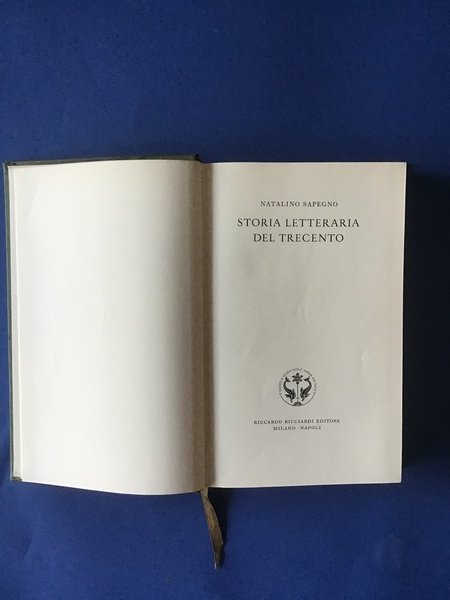 NATALINO SAPEGNO
STORIA LETTERARIA
DEL TRECENTO
RICCARDO RICCIARDI EDITORE
MILANO-NAPOLI